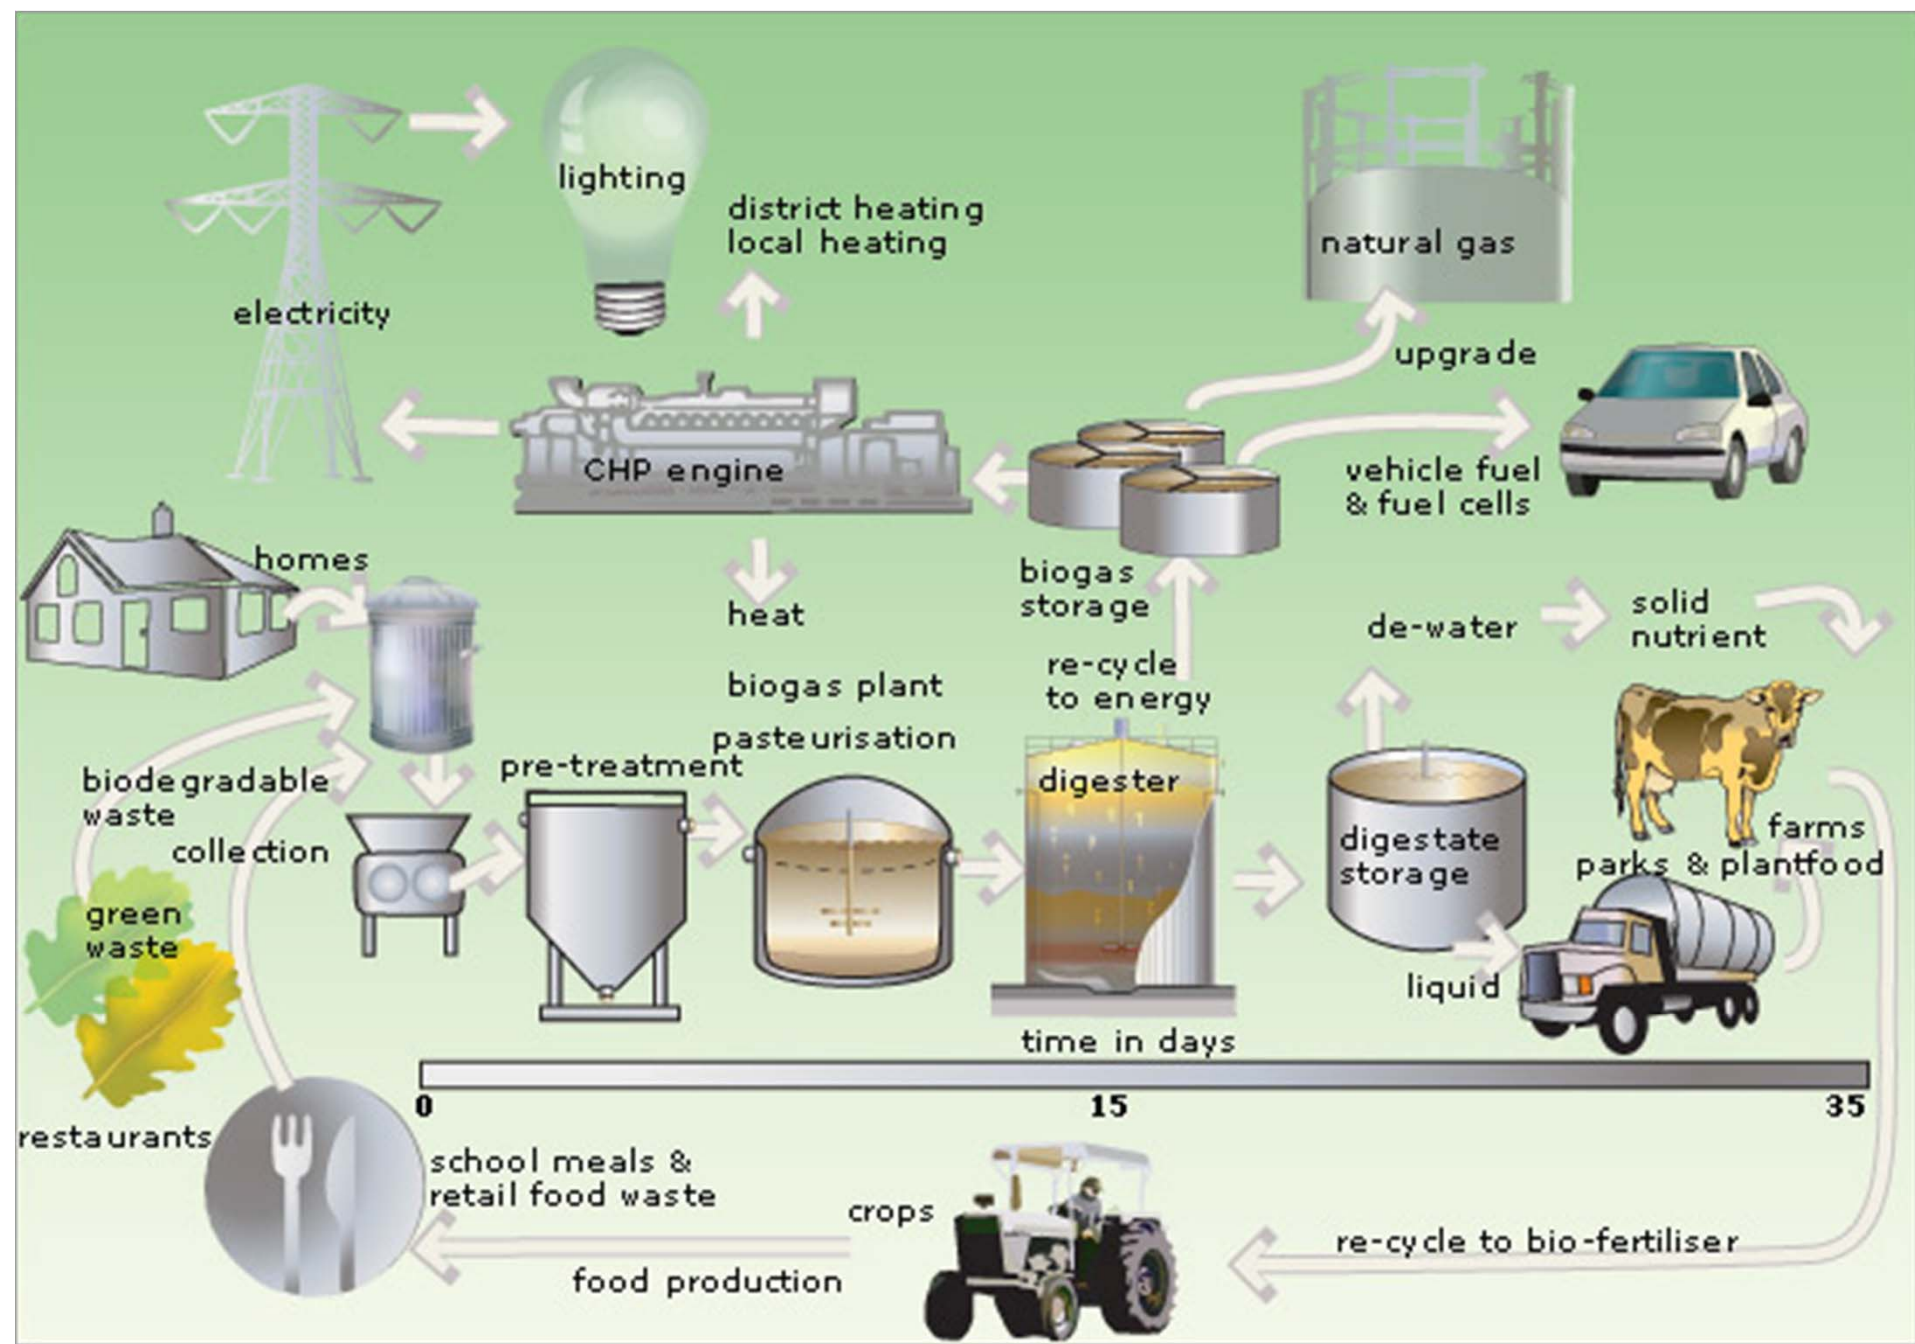 lighting
district heating
local heating
natural gas
electricity
upgrade
CHP engine
vehicle fuel
& fuel cells
homes
biogas
storage
de-water
solid
nutrient
heat
re-cycle
to energy
biogas plant
pasteurisation
pre-treatment
biodegradable
waste
digester
collection
digestate
storage
farms
parks & plantfood
green
waste
liquid
time in days
0
15
35
restaurants
school meals &
retail food waste
crops
re-cycle to bio-fertiliser
food production